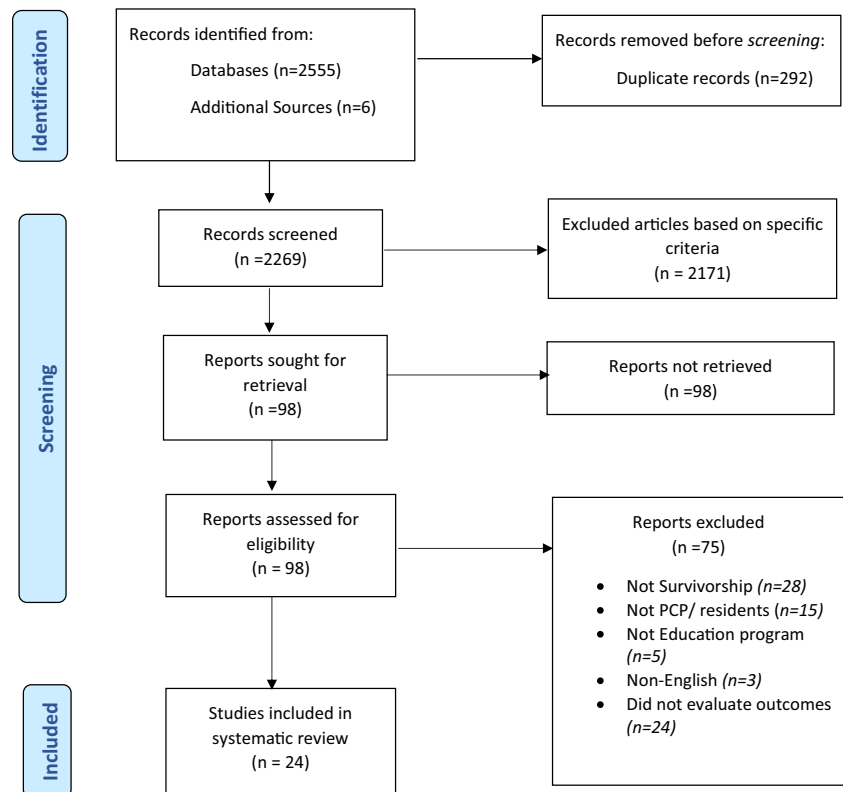 Identification
Records identified from:
Databases (n=2555)
Additional Sources (n=6)
Records removed before screening:
Duplicate records (n=292)
Screening
Records screened
(n =2269)
Excluded articles based on specific
criteria
(n = 2171)
Reports sought for
retrieval
(n =98)
Reports not retrieved
(n =98)
Reports assessed for
eligibility
(n = 98)
Reports excluded
(n =75)
• Not Survivorship (n=28)
• Not PCP/ residents (n=15)
• Not Education program
(n=5)
• Non-English (n=3)
• Did not evaluate outcomes
(n=24)
Included
Studies included in
systematic review
(n = 24)